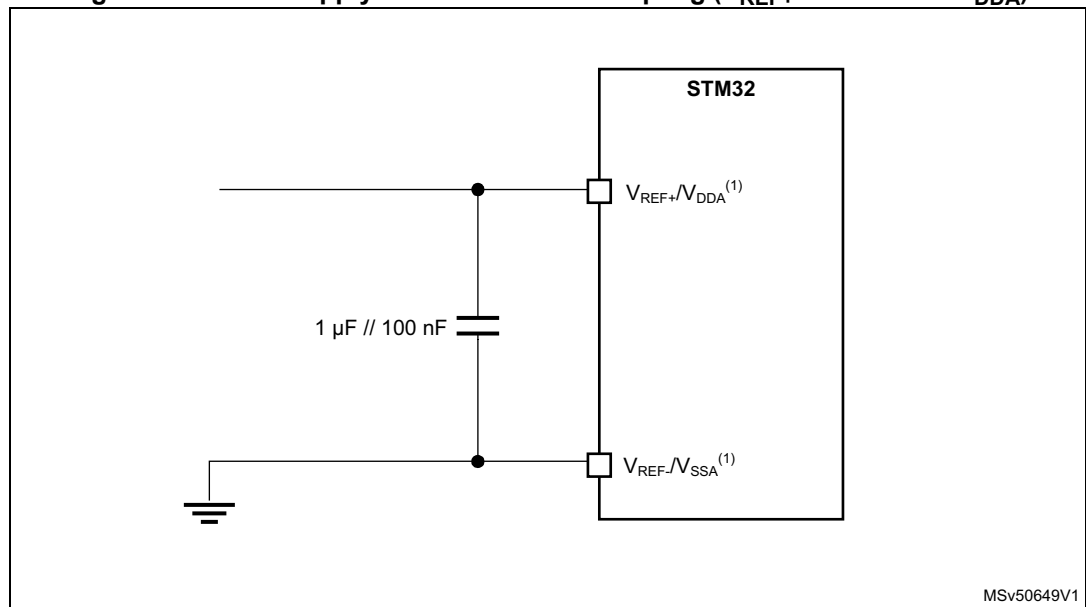 STM32
VREF+/VDDA(1)
1 µF // 100 nF
VREF-/VSSA(1)
MSv50649V1